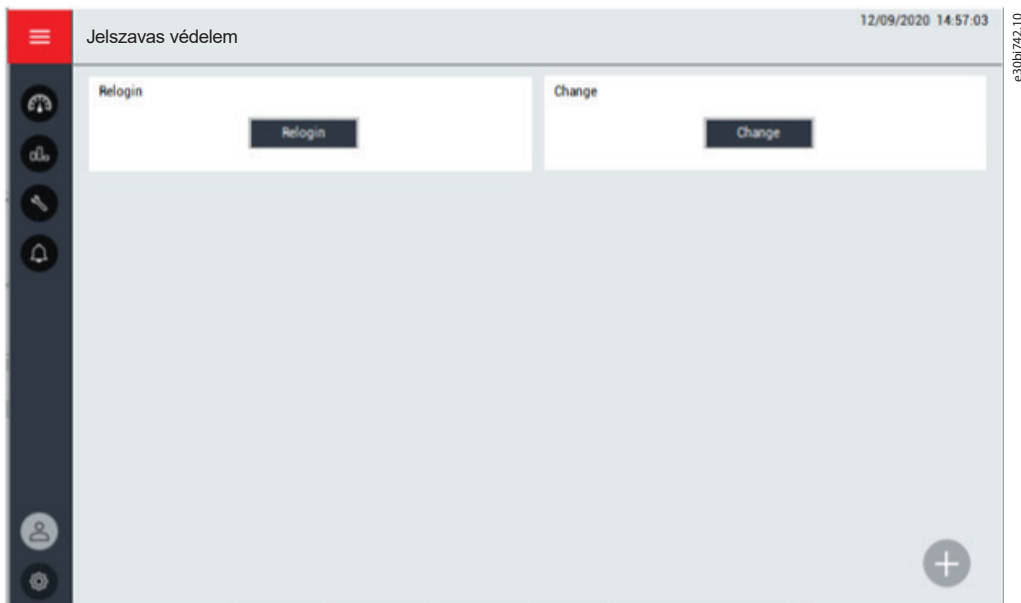 12/09/2020 14:57:03
Jelszavas védelem
Relogin
Relogin
Change
Change
e30bi742.10